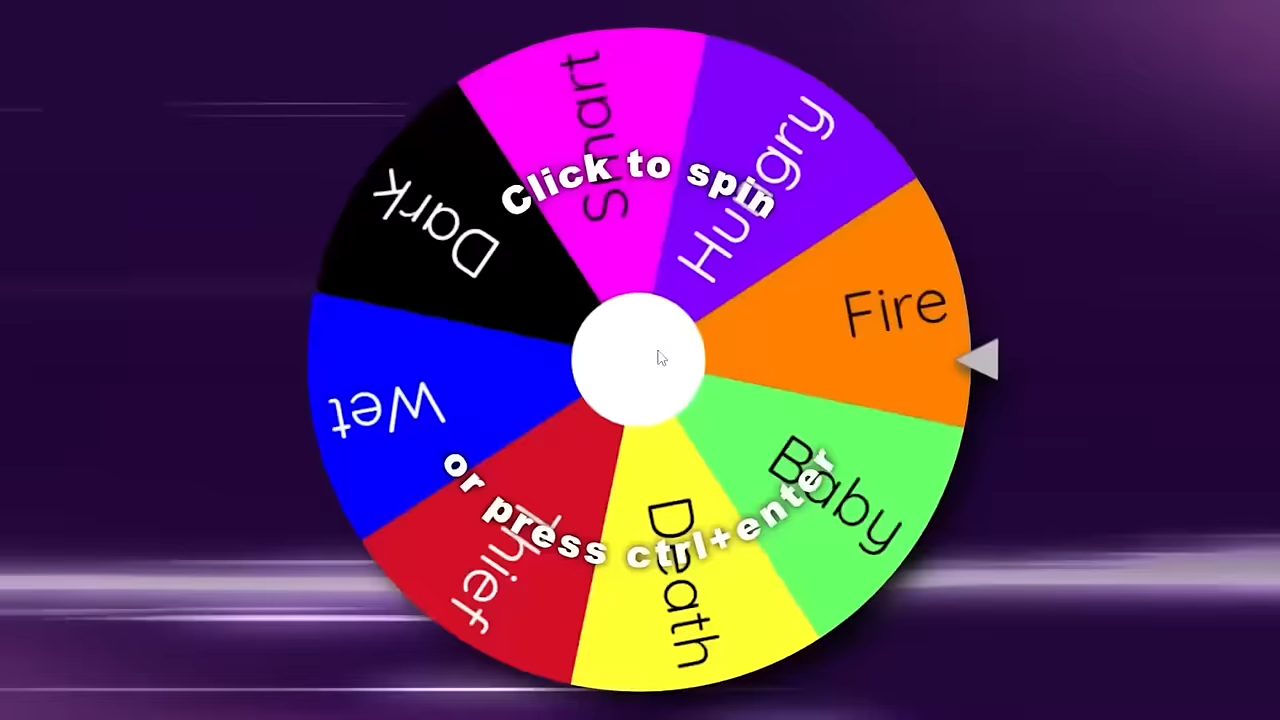 Click to spin
or press ctrl+enter
Smart
Hungry
Fire
Baby
Death
Thief
Wet
Dark